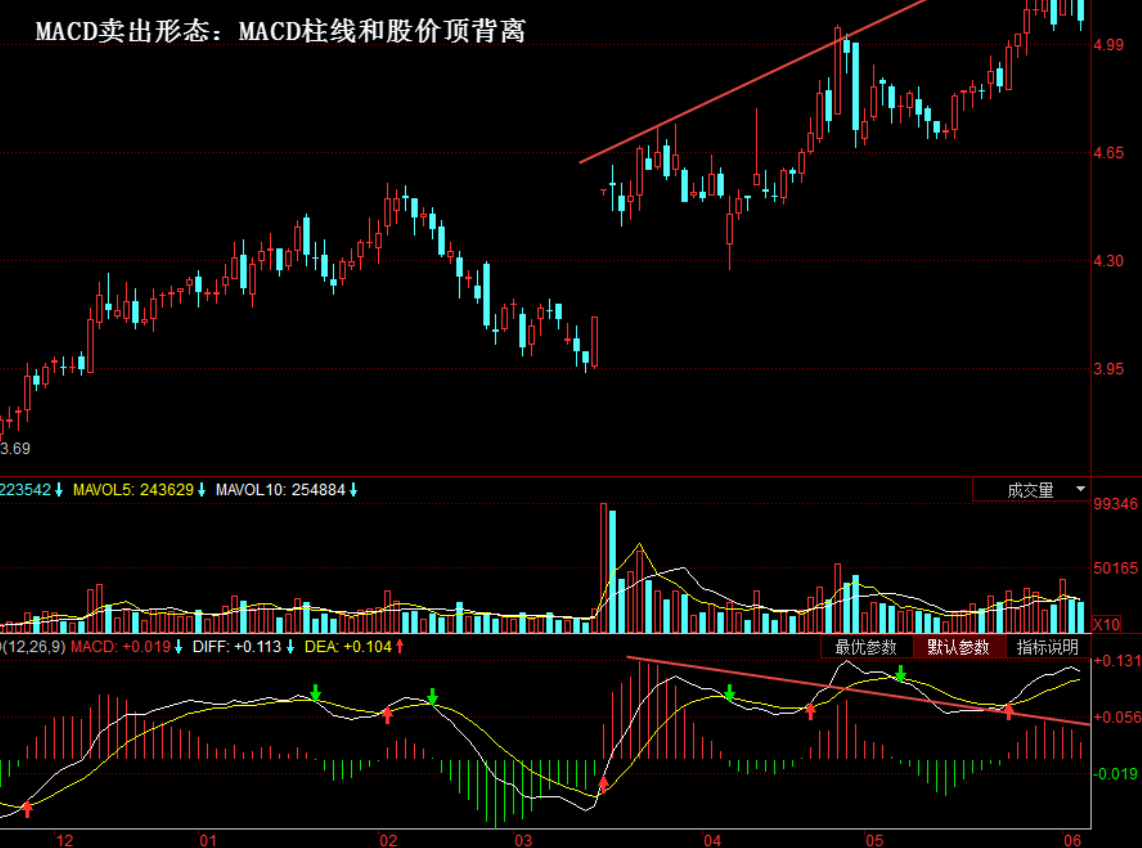 MACD卖出形态：MACD柱线和股价顶背离
4.99
4.65
4.30
3.95
3.69
223542↓ MAVOL5: 243629↓ MAVOL10: 254884↓
成交量
99346
50165
X10
(12,26,9) MACD: +0.019↓ DIFF: +0.113↓ DEA: +0.104↑
最优参数 默认参数 指标说明
+0.131
+0.056
-0.019
12 01 02 03 04 05 06